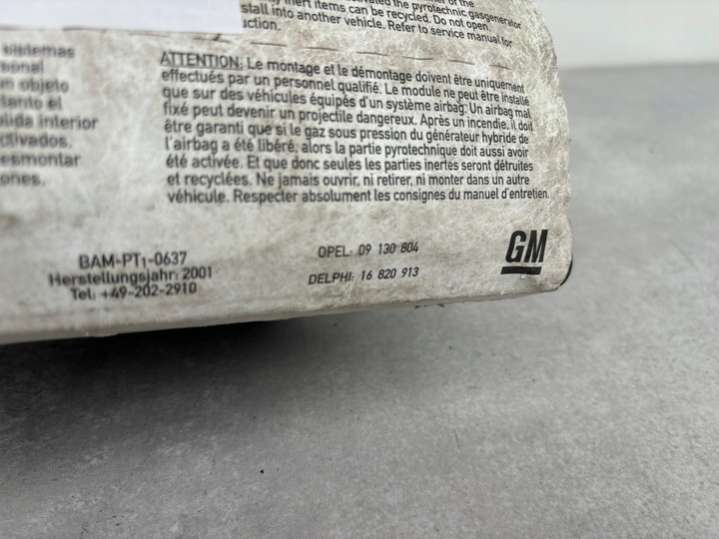 inert items can be recycled. Do not open,
stall into another vehicle. Refer to service manual for
uction.
sistemas
sonal
m objeto
tanto el
alida interior
ctivados.
esmontar
ones.
ATTENTION: Le montage et le démontage doivent être uniquement
effectués par un personnel qualifié. Le module ne peut être installé
que sur des véhicules équipés d'un système airbag. Un airbag mal
fixé peut devenir un projectile dangereux. Après un incendie, il doit
être garanti que si le gaz sous pression du générateur hybride de
l'airbag a été libéré, alors la partie pyrotechnique doit aussi avoir
été activée. Et que donc seules les parties inertes seront détruites
et recyclées. Ne jamais ouvrir, ni retirer, ni monter dans un autre
véhicule. Respecter absolument les consignes du manuel d'entretien.
BAM-PT1-0637
Herstellungsjahr: 2001
Tel: +49-202-2910
OPEL: 09 130 804
DELPHI: 16 820 913
GM